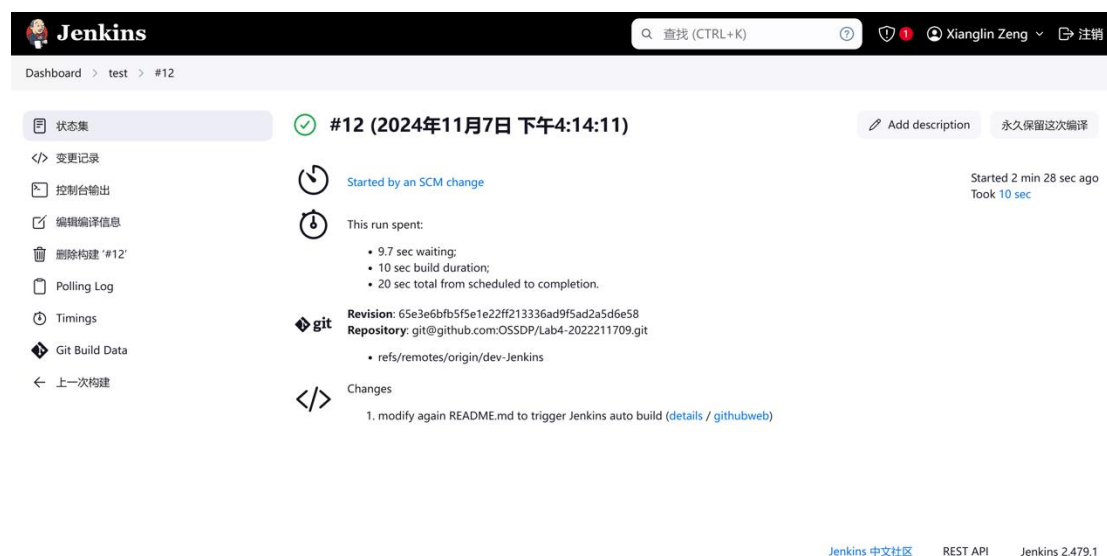 Jenkins
查找 (CTRL+K)
1
Xianglin Zeng
注销
Dashboard > test > #12
状态集
变更记录
控制台输出
编辑编译信息
删除构建 ‘#12’
Polling Log
Timings
Git Build Data
上一次构建
#12 (2024年11月7日 下午4:14:11)
Add description
永久保留这次编译
Started by an SCM change
Started 2 min 28 sec ago
Took 10 sec
This run spent:
• 9.7 sec waiting;
• 10 sec build duration;
• 20 sec total from scheduled to completion.
git
Revision: 65e3e6bfb5f5e1e22ff213336ad9f5ad2a5d6e58
Repository: git@github.com:OSSDP/Lab4-2022211709.git
• refs/remotes/origin/dev-Jenkins
Changes
1. modify again README.md to trigger Jenkins auto build (details / githubweb)
Jenkins 中文社区
REST API
Jenkins 2.479.1